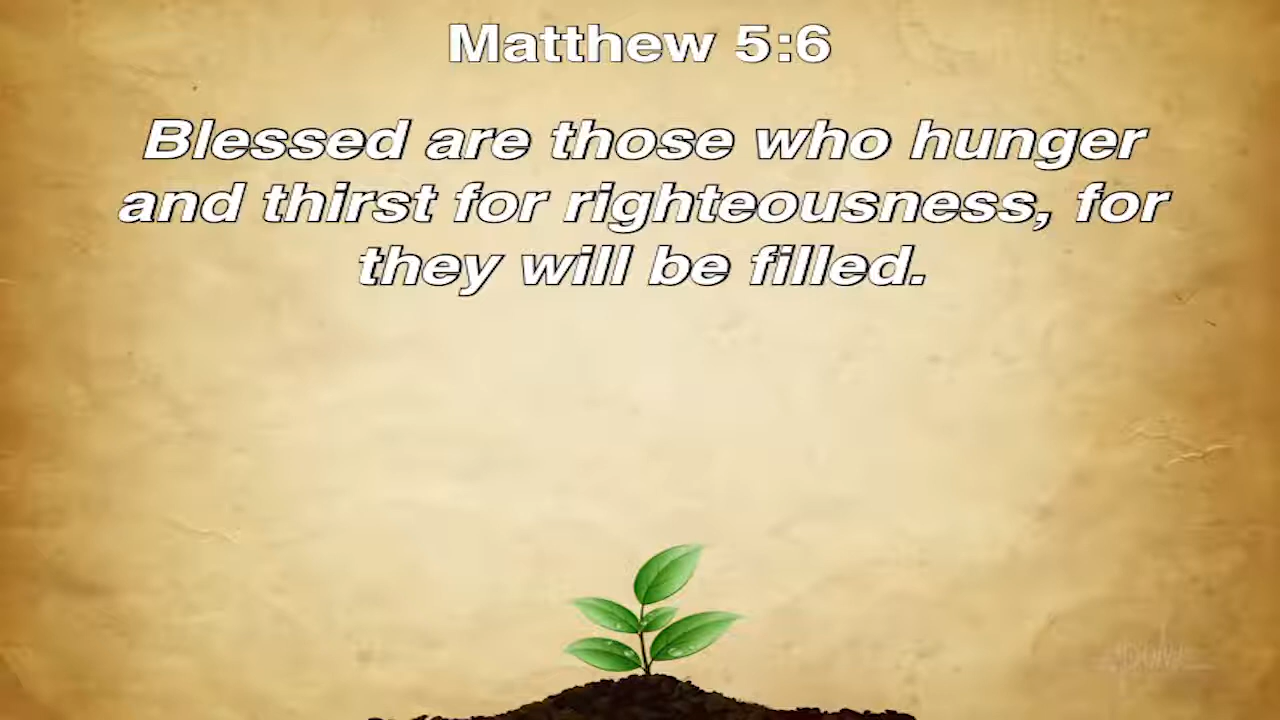 Matthew 5:6
Blessed are those who hunger
and thirst for righteousness, for
they will be filled.